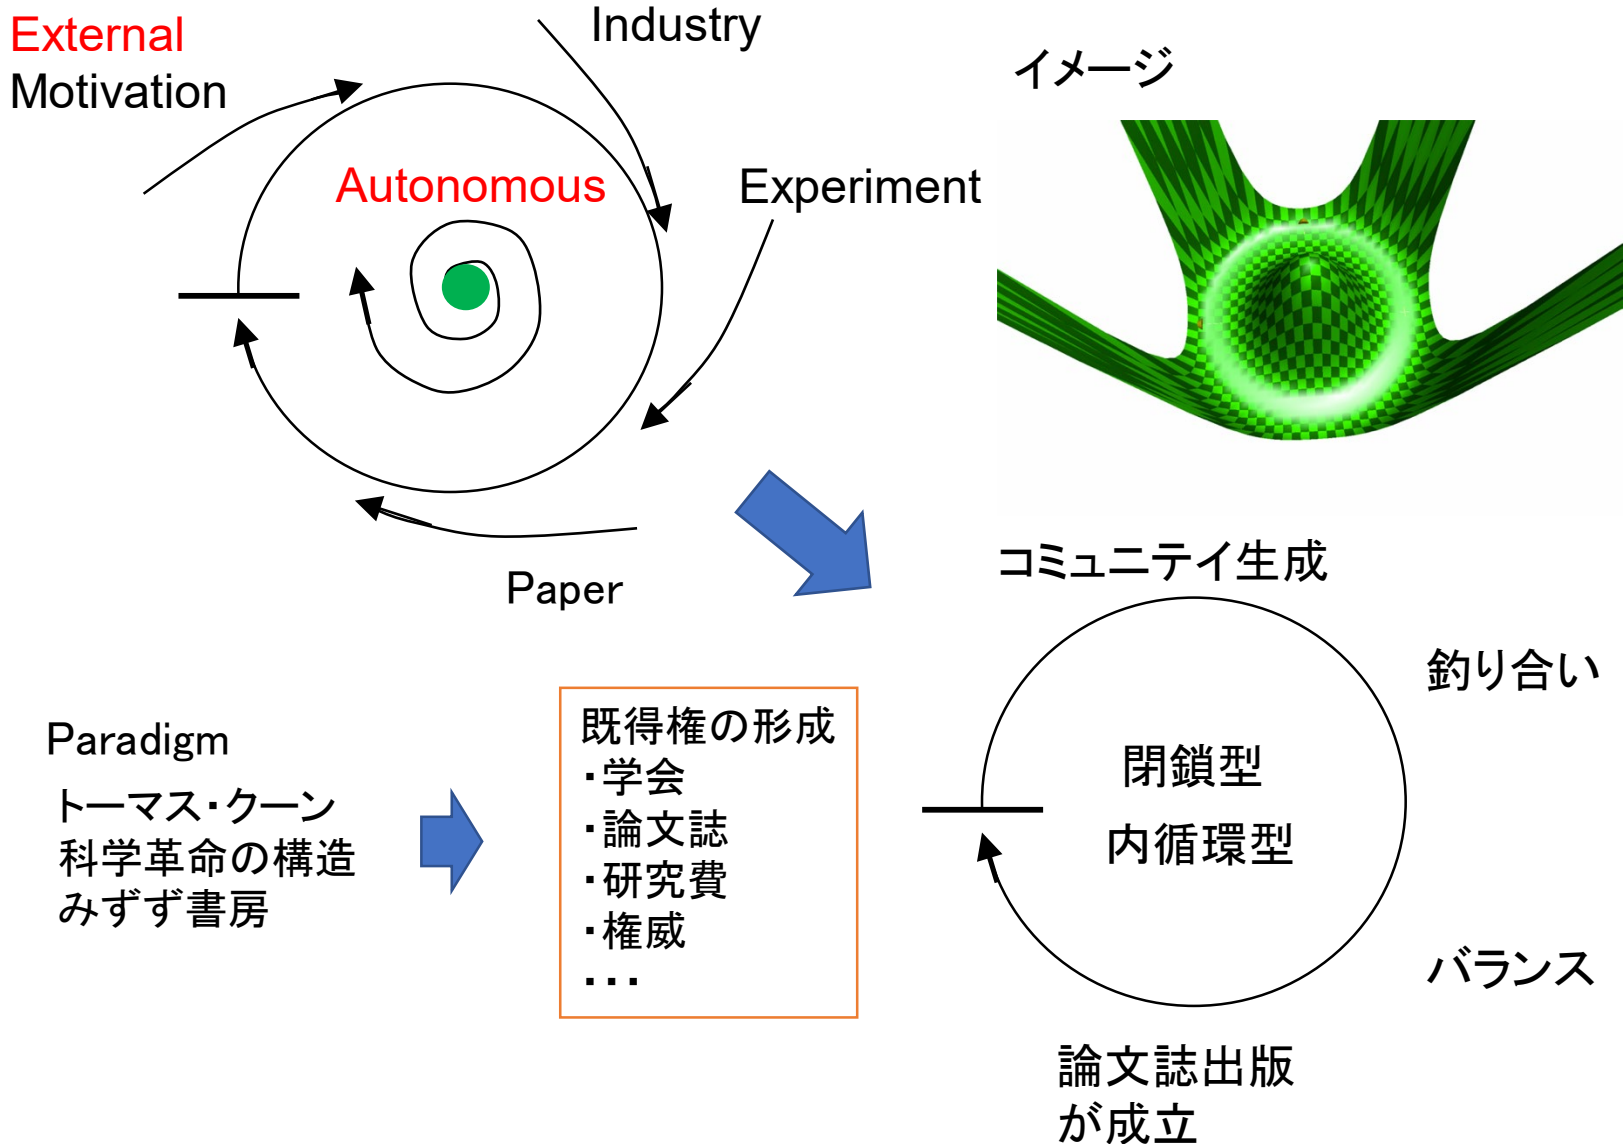 External
Motivation
Industry
Autonomous
Experiment
Paper
イメージ
コミュニテイ生成
釣り合い
閉鎖型
内循環型
バランス
論文誌出版
が成立
Paradigm
トーマス・クーン
科学革命の構造
みずず書房
既得権の形成
・学会
・論文誌
・研究費
・権威
・・・